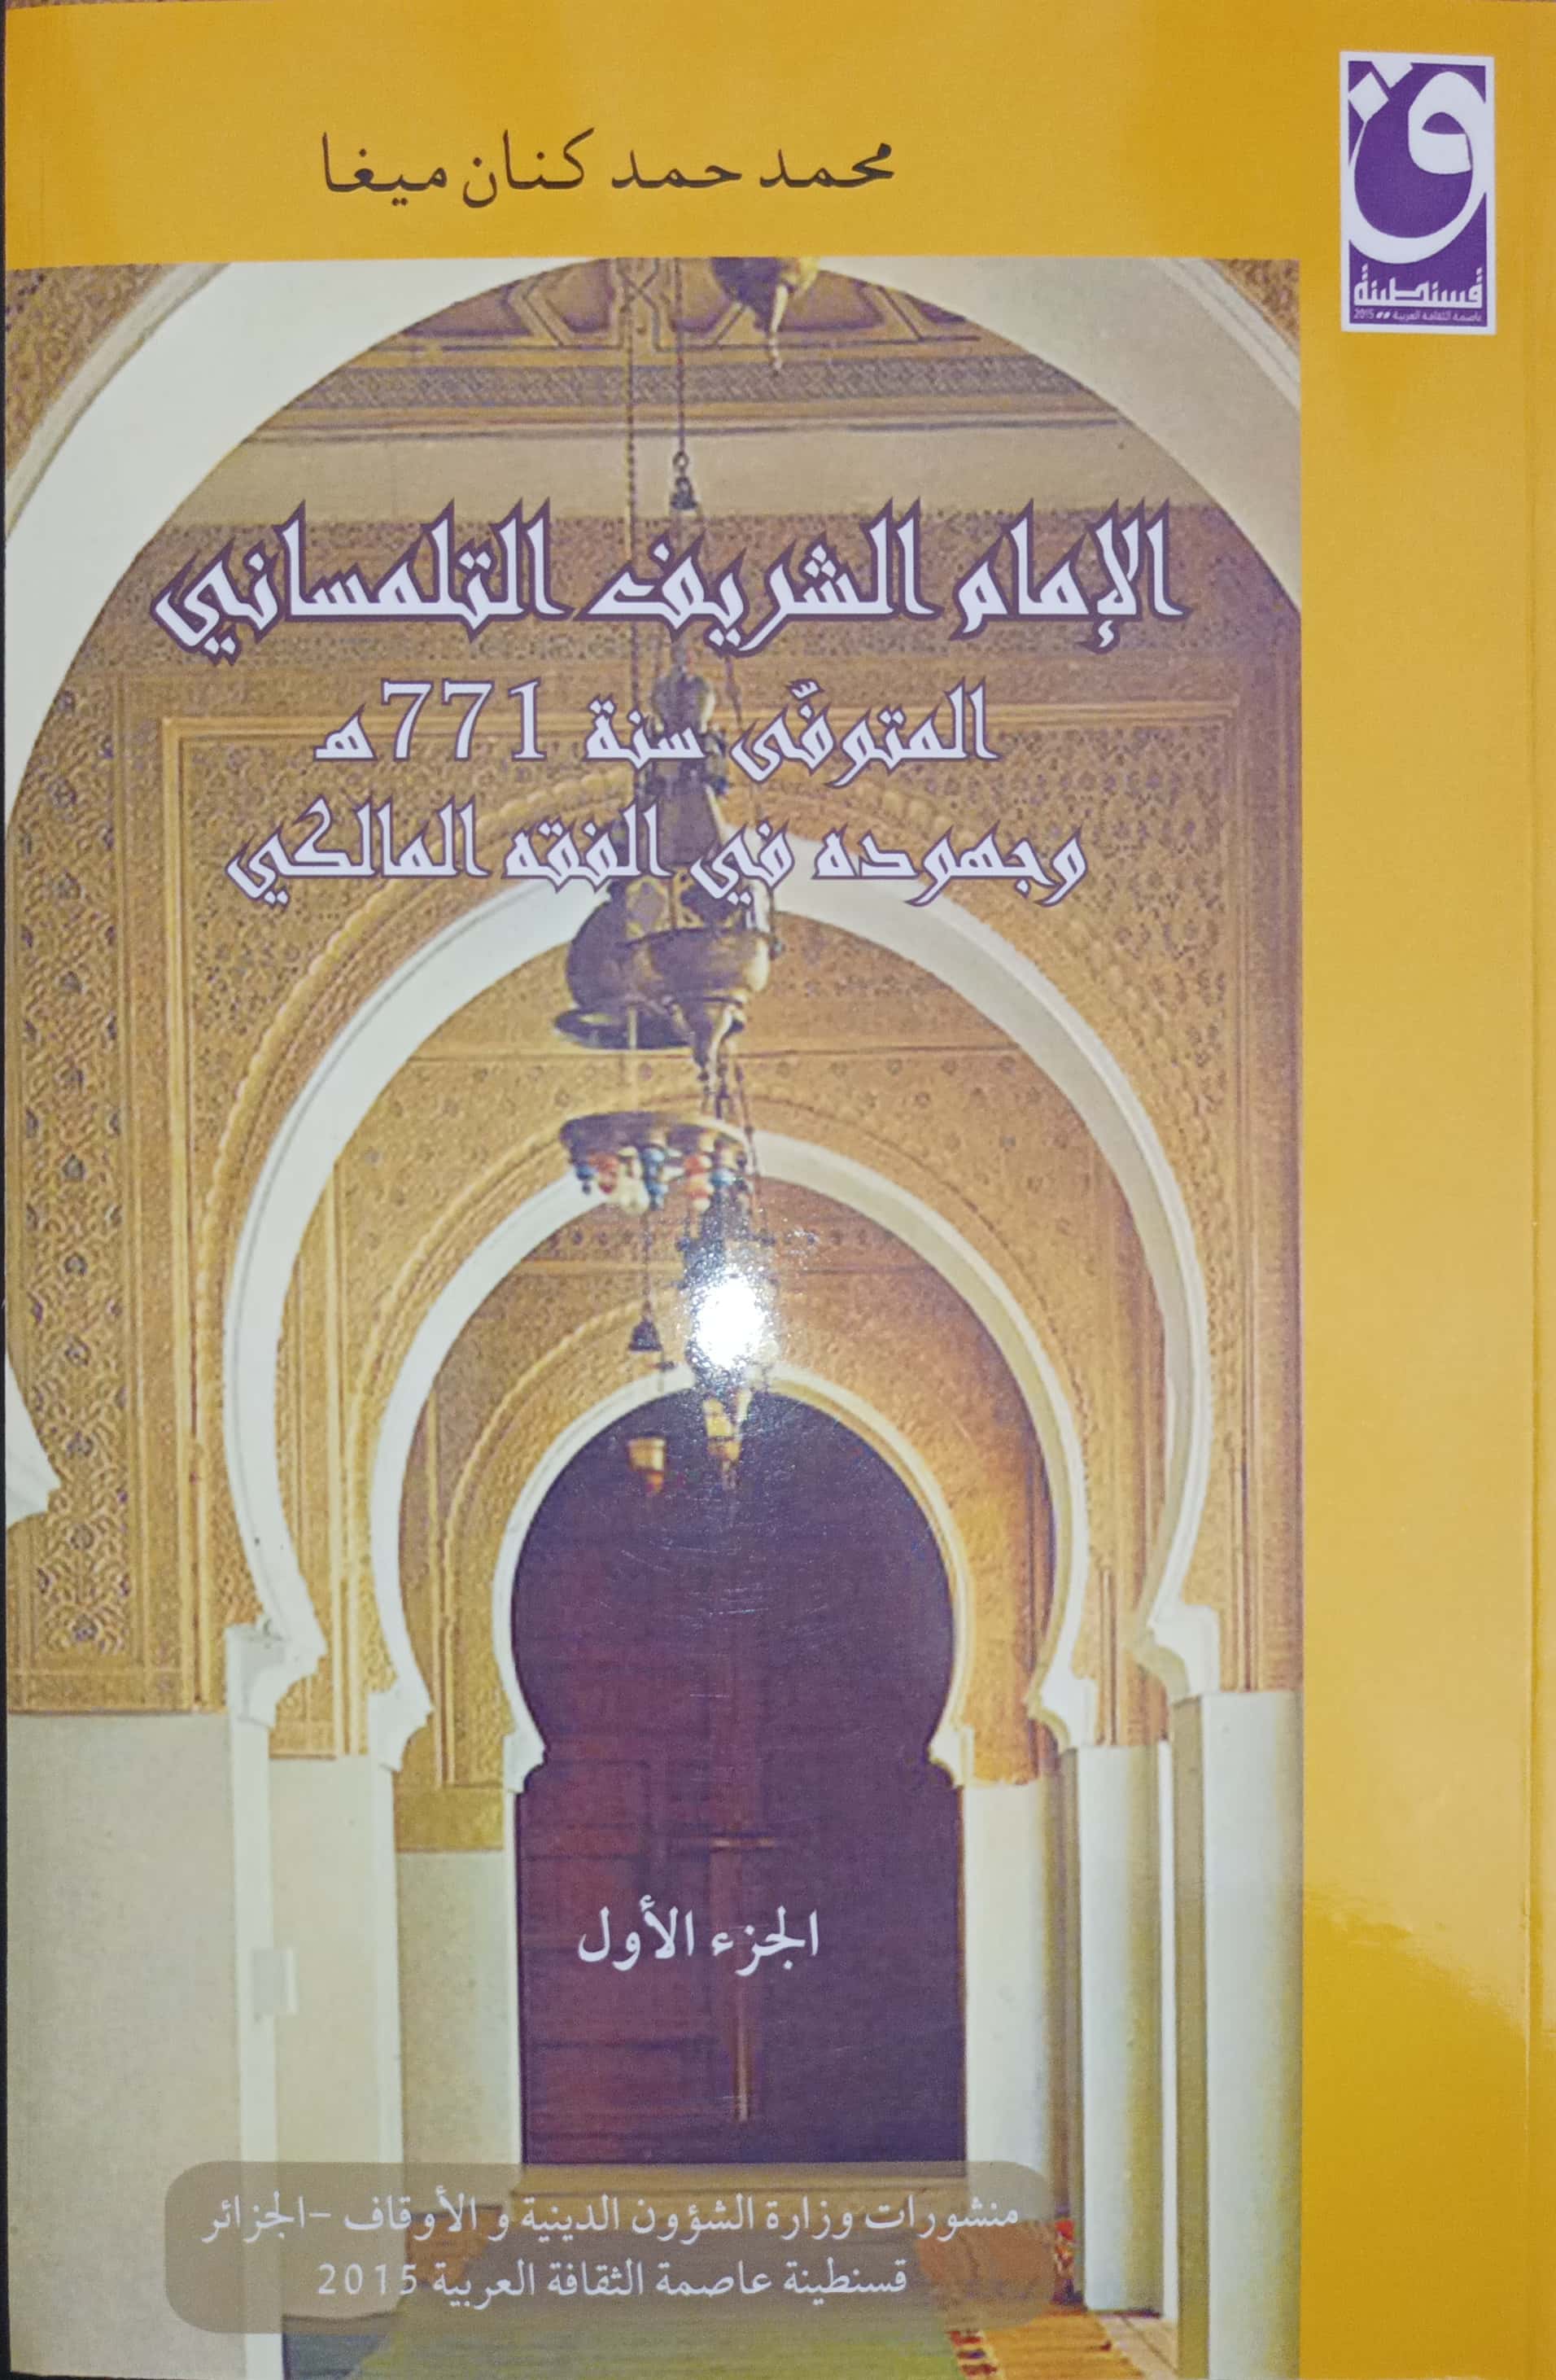 محمد حمد كنان ميغا
ق
قسنطينة
عاصمة الثقافة العربية 2015
الإمام الشريف التلمساني
المتوفّى سنة 771هـ
وجهوده في الفقه المالكي
الجزء الأول
منشورات وزارة الشؤون الدينية و الأوقاف -الجزائر
قسنطينة عاصمة الثقافة العربية 2015